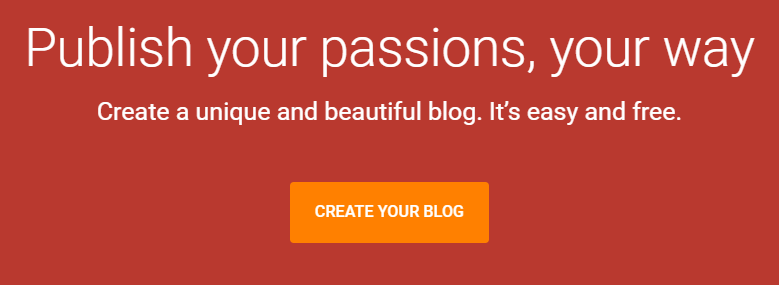 Publish your passions, your way
Create a unique and beautiful blog. It’s easy and free.
CREATE YOUR BLOG